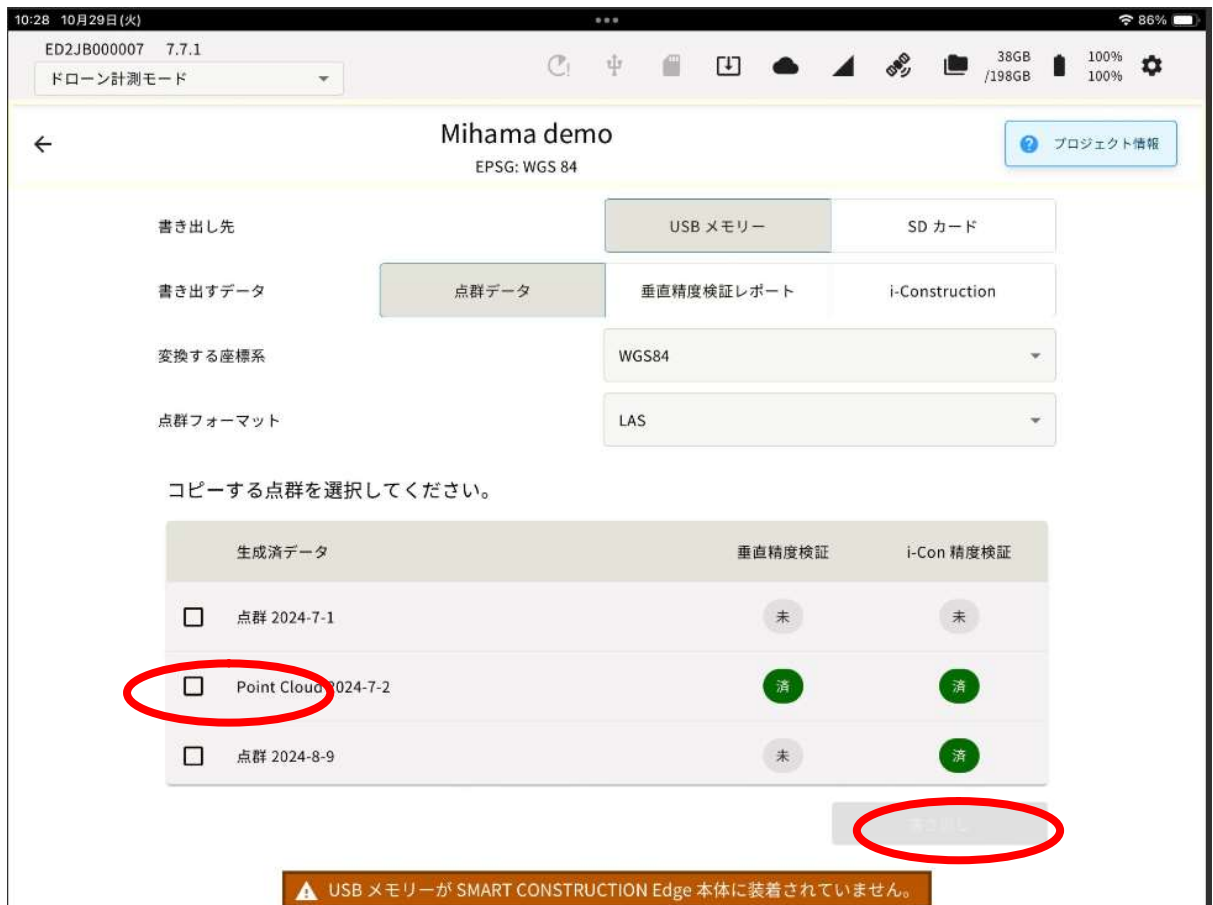 10:28 10月29日(火)
86%
ED2JB000007 7.7.1
ドローン計測モード
38GB
/198GB
100%
100%
Mihama demo
EPSG: WGS 84
プロジェクト情報
書き出し先
USB メモリー
SD カード
書き出すデータ
点群データ
垂直精度検証レポート
i-Construction
変換する座標系
WGS84
点群フォーマット
LAS
コピーする点群を選択してください。
生成済データ
垂直精度検証
i-Con 精度検証
点群 2024-7-1
未
未
Point Cloud 2024-7-2
済
済
点群 2024-8-9
未
済
書き出し
USB メモリーが SMART CONSTRUCTION Edge 本体に装着されていません。